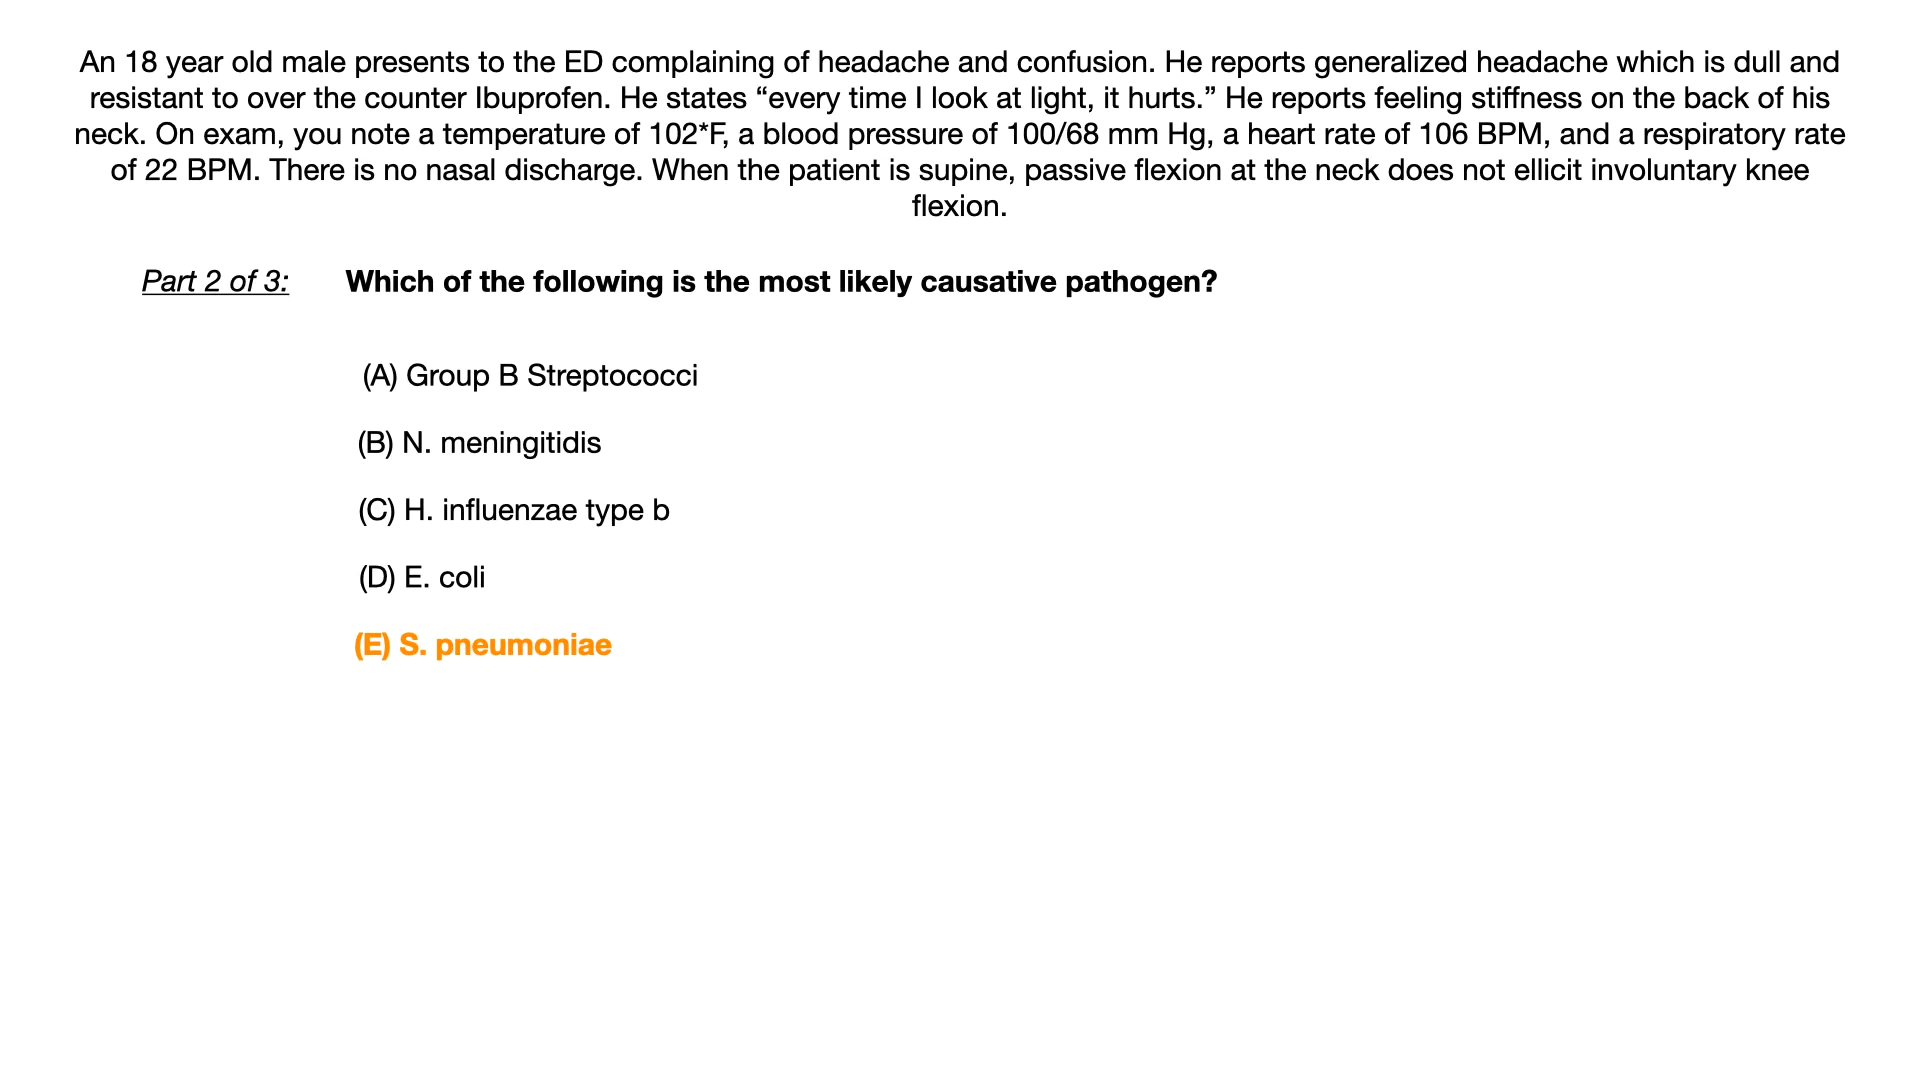 An 18 year old male presents to the ED complaining of headache and confusion. He reports generalized headache which is dull and
resistant to over the counter Ibuprofen. He states “every time I look at light, it hurts.” He reports feeling stiffness on the back of his
neck. On exam, you note a temperature of 102*F, a blood pressure of 100/68 mm Hg, a heart rate of 106 BPM, and a respiratory rate
of 22 BPM. There is no nasal discharge. When the patient is supine, passive flexion at the neck does not ellicit involuntary knee
flexion.
Part 2 of 3: Which of the following is the most likely causative pathogen?
(A) Group B Streptococci
(B) N. meningitidis
(C) H. influenzae type b
(D) E. coli
(E) S. pneumoniae